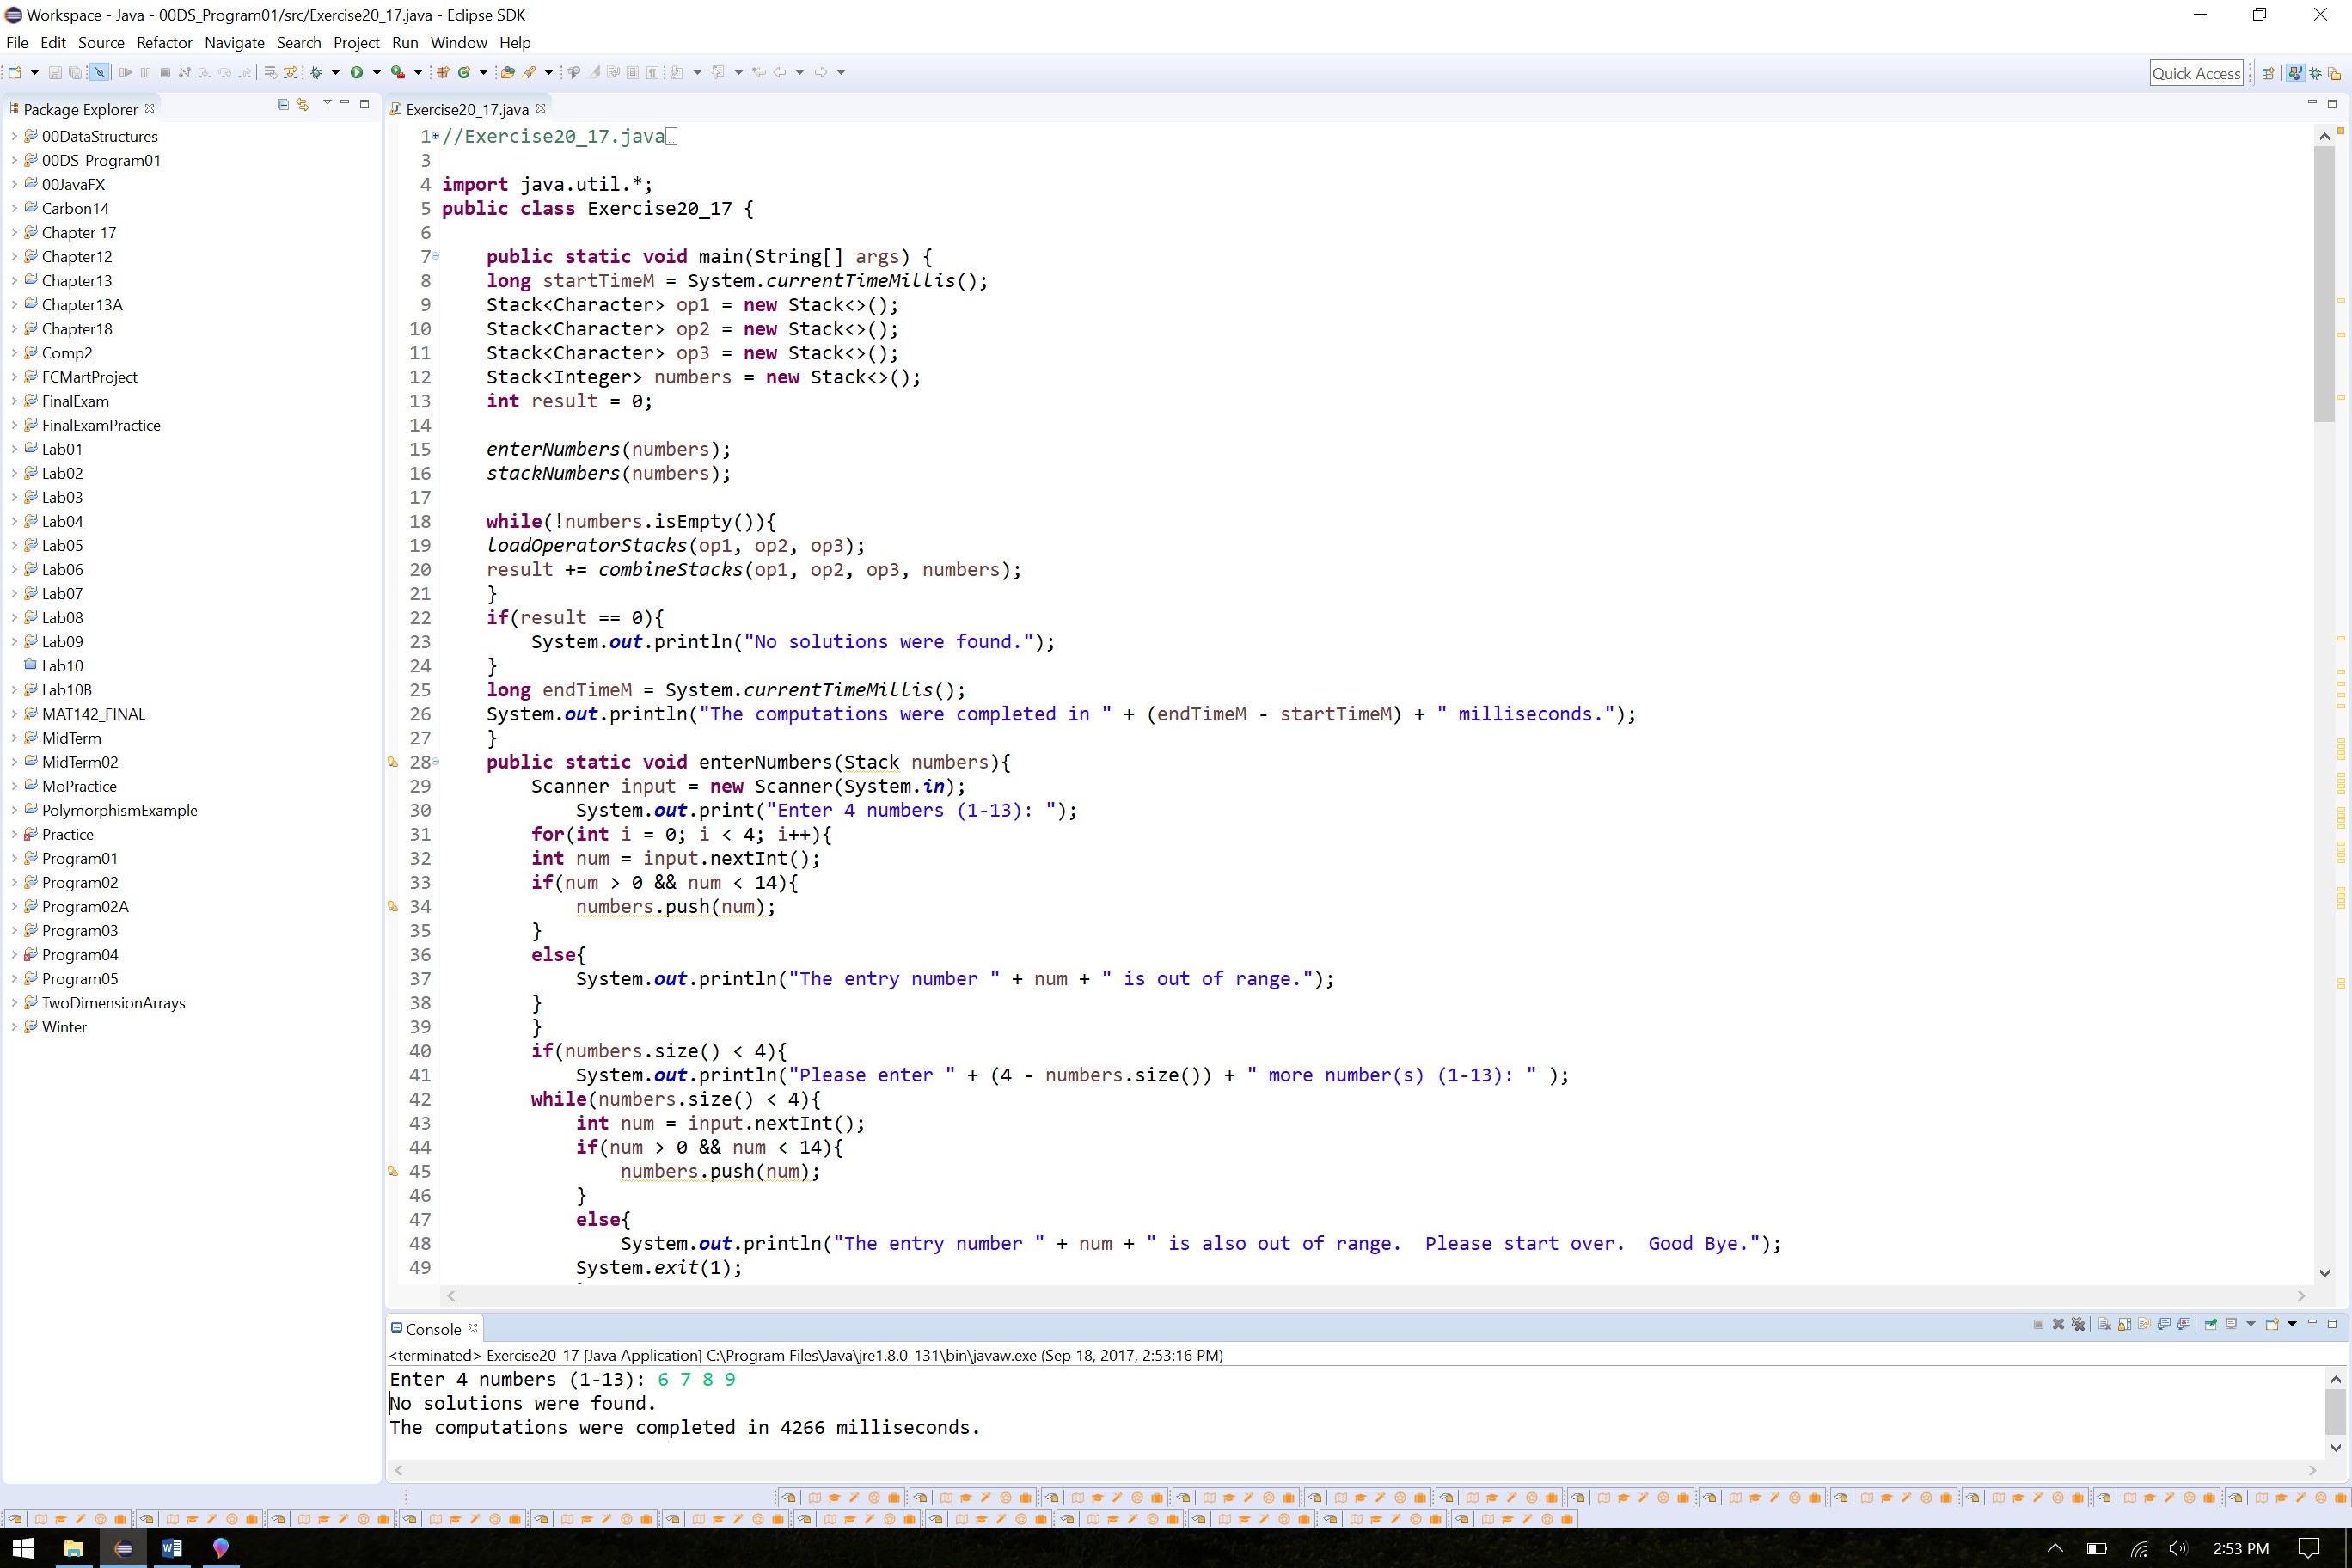 Workspace - Java - 00DS_Program01/src/Exercise20_17.java - Eclipse SDK
File Edit Source Refactor Navigate Search Project Run Window Help
Quick Access
Package Explorer
00DataStructures
00DS_Program01
00JavaFX
Carbon14
Chapter 17
Chapter12
Chapter13
Chapter13A
Chapter18
Comp2
FCMartProject
FinalExam
FinalExamPractice
Lab01
Lab02
Lab03
Lab04
Lab05
Lab06
Lab07
Lab08
Lab09
Lab10
Lab10B
MAT142_FINAL
MidTerm
MidTerm02
MoPractice
PolymorphismExample
Practice
Program01
Program02
Program02A
Program03
Program04
Program05
TwoDimensionArrays
Winter
Exercise20_17.java
1 //Exercise20_17.java
3
4 import java.util.*;
5 public class Exercise20_17 {
6
7 public static void main(String[] args) {
8 long startTimeM = System.currentTimeMillis();
9 Stack<Character> op1 = new Stack<>();
10 Stack<Character> op2 = new Stack<>();
11 Stack<Character> op3 = new Stack<>();
12 Stack<Integer> numbers = new Stack<>();
13 int result = 0;
14
15 enterNumbers(numbers);
16 stackNumbers(numbers);
17
18 while(!numbers.isEmpty()){
19 loadOperatorStacks(op1, op2, op3);
20 result += combineStacks(op1, op2, op3, numbers);
21 }
22 if(result == 0){
23 System.out.println("No solutions were found.");
24 }
25 long endTimeM = System.currentTimeMillis();
26 System.out.println("The computations were completed in " + (endTimeM - startTimeM) + " milliseconds.");
27 }
28 public static void enterNumbers(Stack numbers){
29 Scanner input = new Scanner(System.in);
30 System.out.print("Enter 4 numbers (1-13): ");
31 for(int i = 0; i < 4; i++){
32 int num = input.nextInt();
33 if(num > 0 && num < 14){
34 numbers.push(num);
35 }
36 else{
37 System.out.println("The entry number " + num + " is out of range.");
38 }
39 }
40 if(numbers.size() < 4){
41 System.out.println("Please enter " + (4 - numbers.size()) + " more number(s) (1-13): " );
42 while(numbers.size() < 4){
43 int num = input.nextInt();
44 if(num > 0 && num < 14){
45 numbers.push(num);
46 }
47 else{
48 System.out.println("The entry number " + num + " is also out of range.  Please start over.  Good Bye.");
49 System.exit(1);
Console
<terminated> Exercise20_17 [Java Application] C:\Program Files\Java\jre1.8.0_131\bin\javaw.exe (Sep 18, 2017, 2:53:16 PM)
Enter 4 numbers (1-13): 6 7 8 9
No solutions were found.
The computations were completed in 4266 milliseconds.
2:53 PM